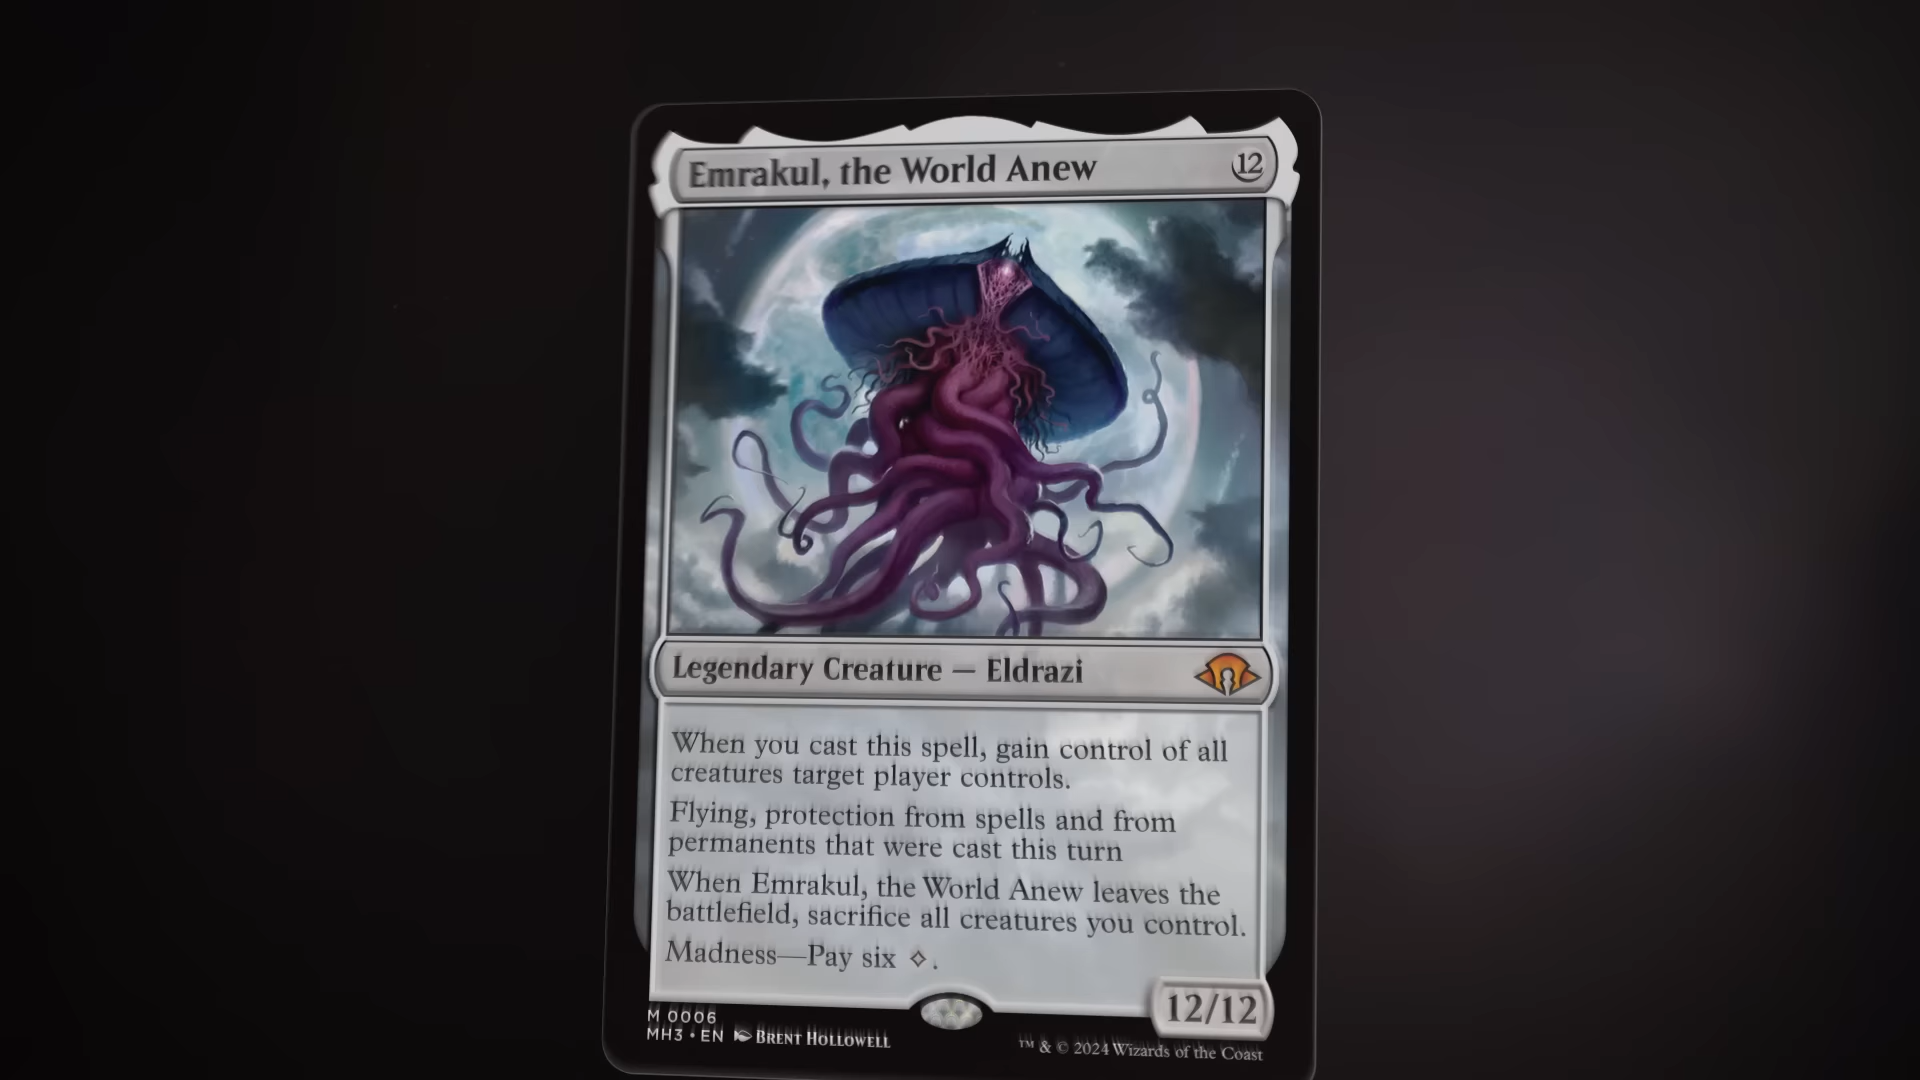 Emrakul, the World Anew 12
Legendary Creature — Eldrazi
When you cast this spell, gain control of all
creatures target player controls.
Flying, protection from spells and from
permanents that were cast this turn
When Emrakul, the World Anew leaves the
battlefield, sacrifice all creatures you control.
Madness—Pay six ◇.
12/12
M 0006
MH3 • EN BRENT HOLLOWELL
™ & © 2024 Wizards of the Coast